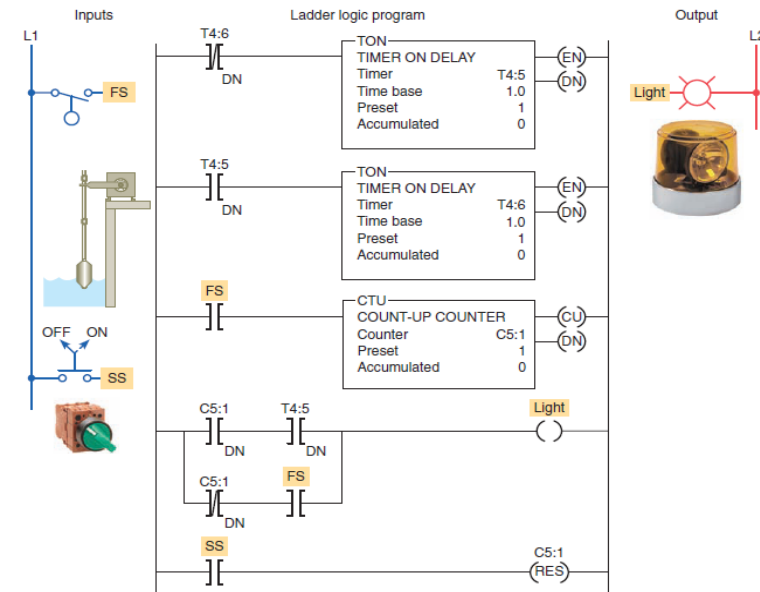 Inputs
Ladder logic program
Output
L1
L2
T4:6
DN
TON
TIMER ON DELAY
Timer T4:5
Time base 1.0
Preset 1
Accumulated 0
EN
DN
FS
Light
T4:5
DN
TON
TIMER ON DELAY
Timer T4:6
Time base 1.0
Preset 1
Accumulated 0
EN
DN
FS
CTU
COUNT-UP COUNTER
Counter C5:1
Preset 1
Accumulated 0
CU
DN
OFF ON
SS
C5:1
DN
T4:5
DN
Light
C5:1
DN
FS
SS
C5:1
RES